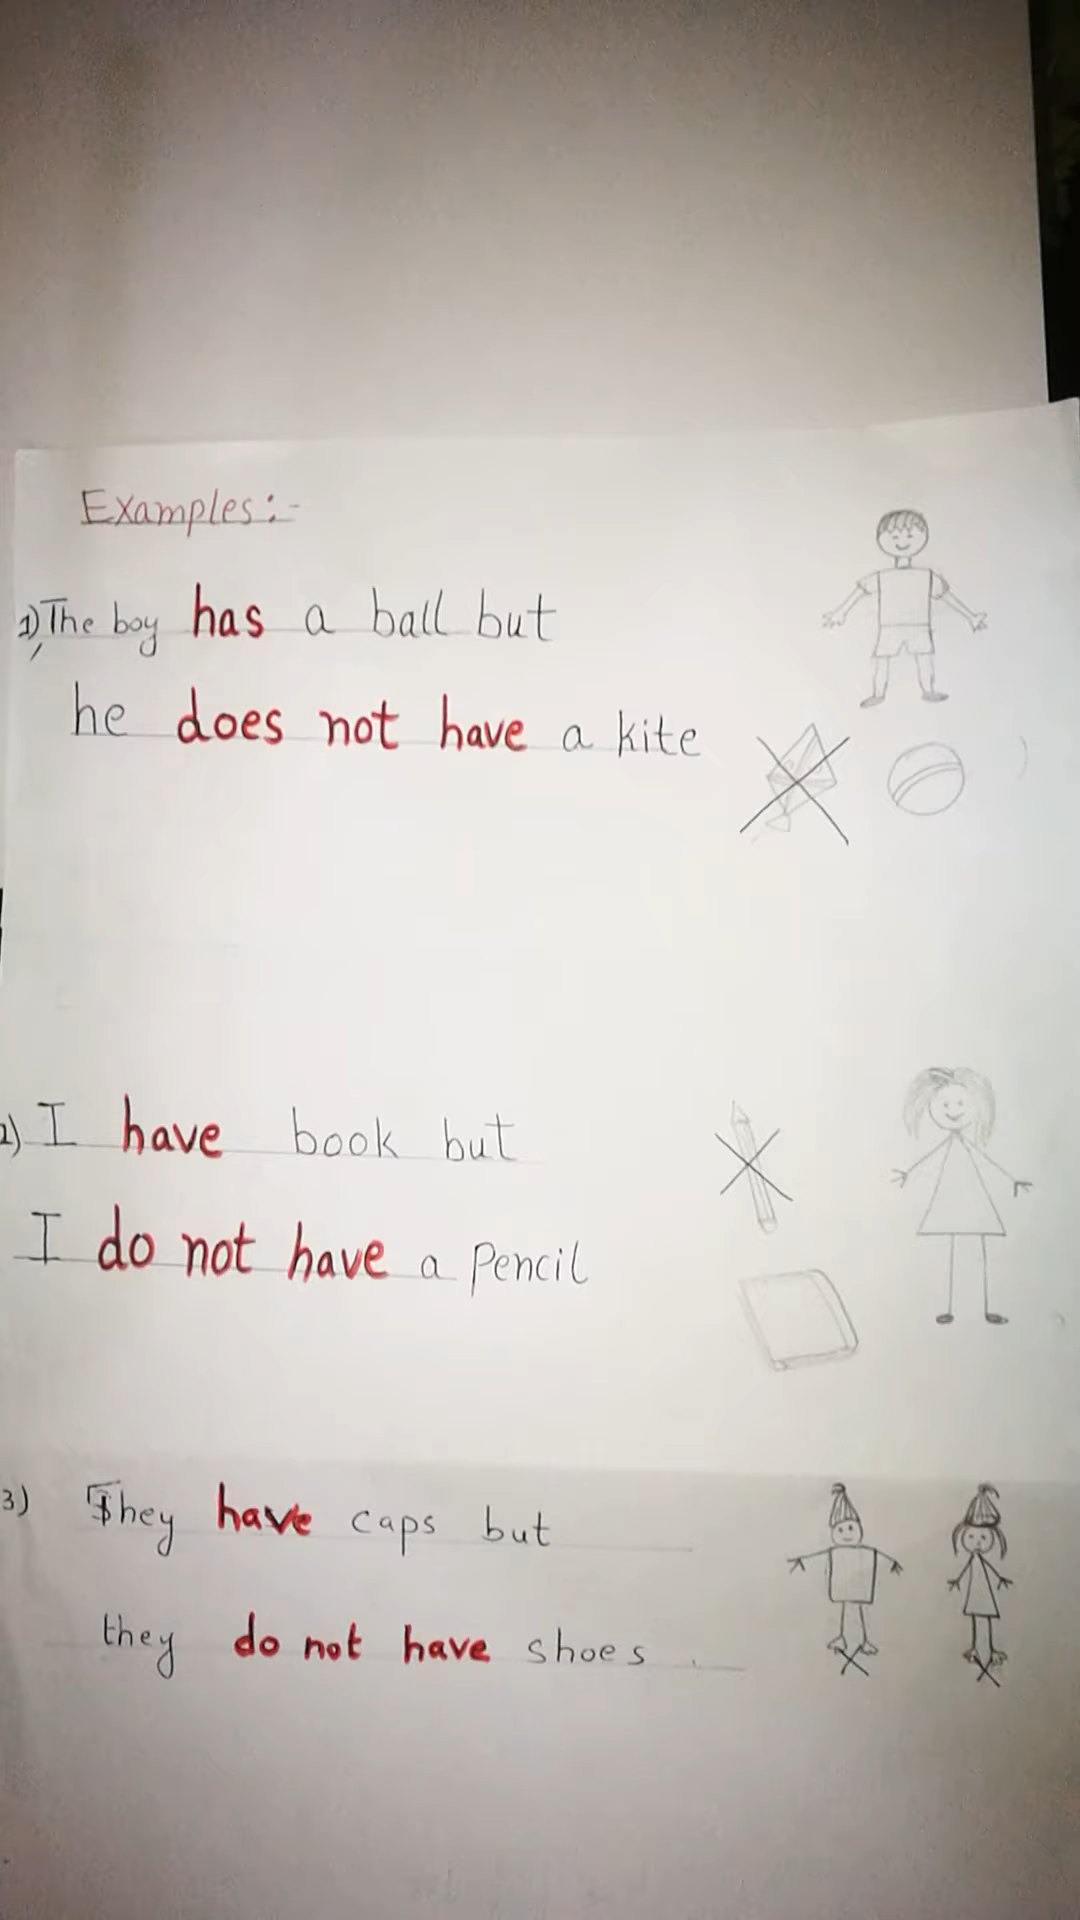 Examples:-
1) The boy has a ball but
he does not have a kite
2) I have book but
I do not have a pencil
3) They have caps but
they do not have shoes.